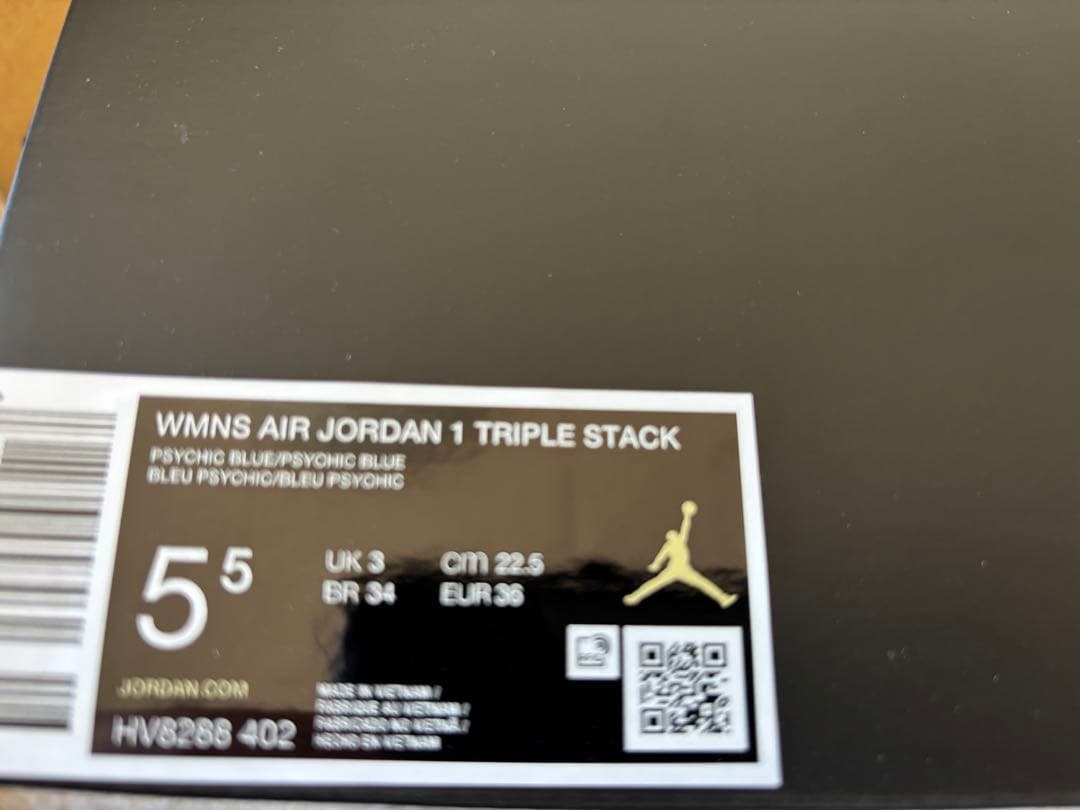 WMNS AIR JORDAN 1 TRIPLE STACK
PSYCHIC BLUE/PSYCHIC BLUE
BLEU PSYCHIC/BLEU PSYCHIC
5 5
UK 3 cm 22.5
BR 34 EUR 36
JORDAN.COM
HV8288 402
MADE IN VIETNAM /
FABRIQUE AU VIETNAM /
FABRICADO NO VIETNÃ /
HECHO EN VIETNAM